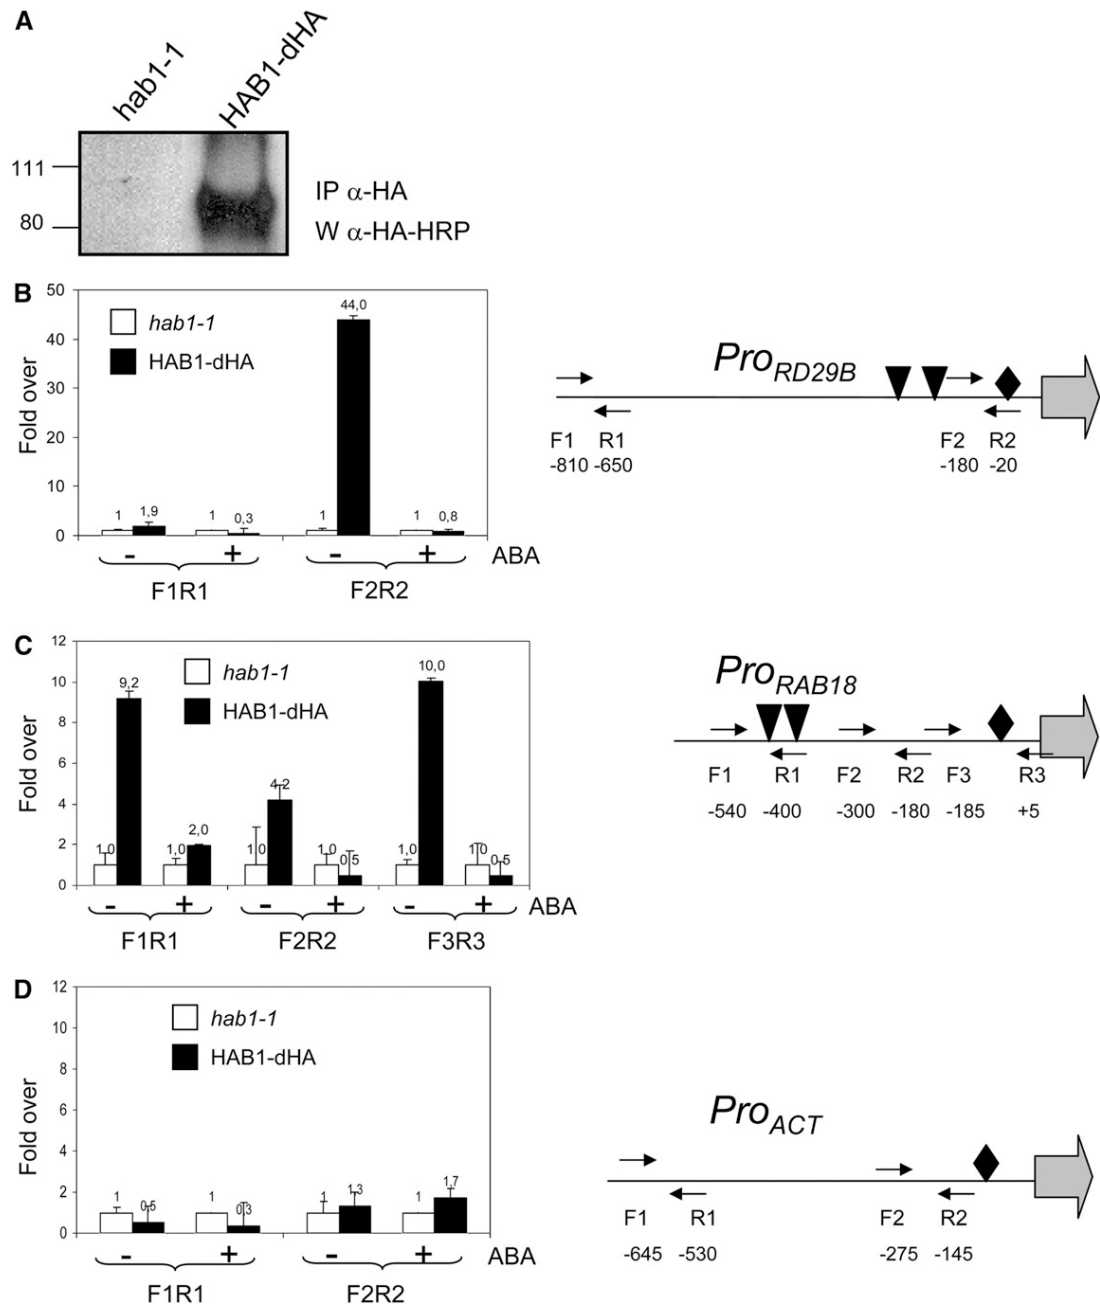 A
hab1-1
HAB1-dHA
111
80
IP α-HA
W α-HA-HRP
B
Fold over
50
40
30
20
10
0
hab1-1
HAB1-dHA
1 1,9 1 0,3 1 44,0 1 0,8
- + - + ABA
F1R1 F2R2
ProRD29B
F1 R1 F2 R2
-810 -650 -180 -20
C
Fold over
12
10
8
6
4
2
0
hab1-1
HAB1-dHA
1,0 9,2 1,0 2,0 1,0 4,2 1,0 0,5 1,0 10,0 1,0 0,5
- + - + - + ABA
F1R1 F2R2 F3R3
ProRAB18
F1 R1 F2 R2 F3 R3
-540 -400 -300 -180 -185 +5
D
Fold over
12
10
8
6
4
2
0
hab1-1
HAB1-dHA
1 0,5 1 0,3 1 1,3 1 1,7
- + - + ABA
F1R1 F2R2
ProACT
F1 R1 F2 R2
-645 -530 -275 -145